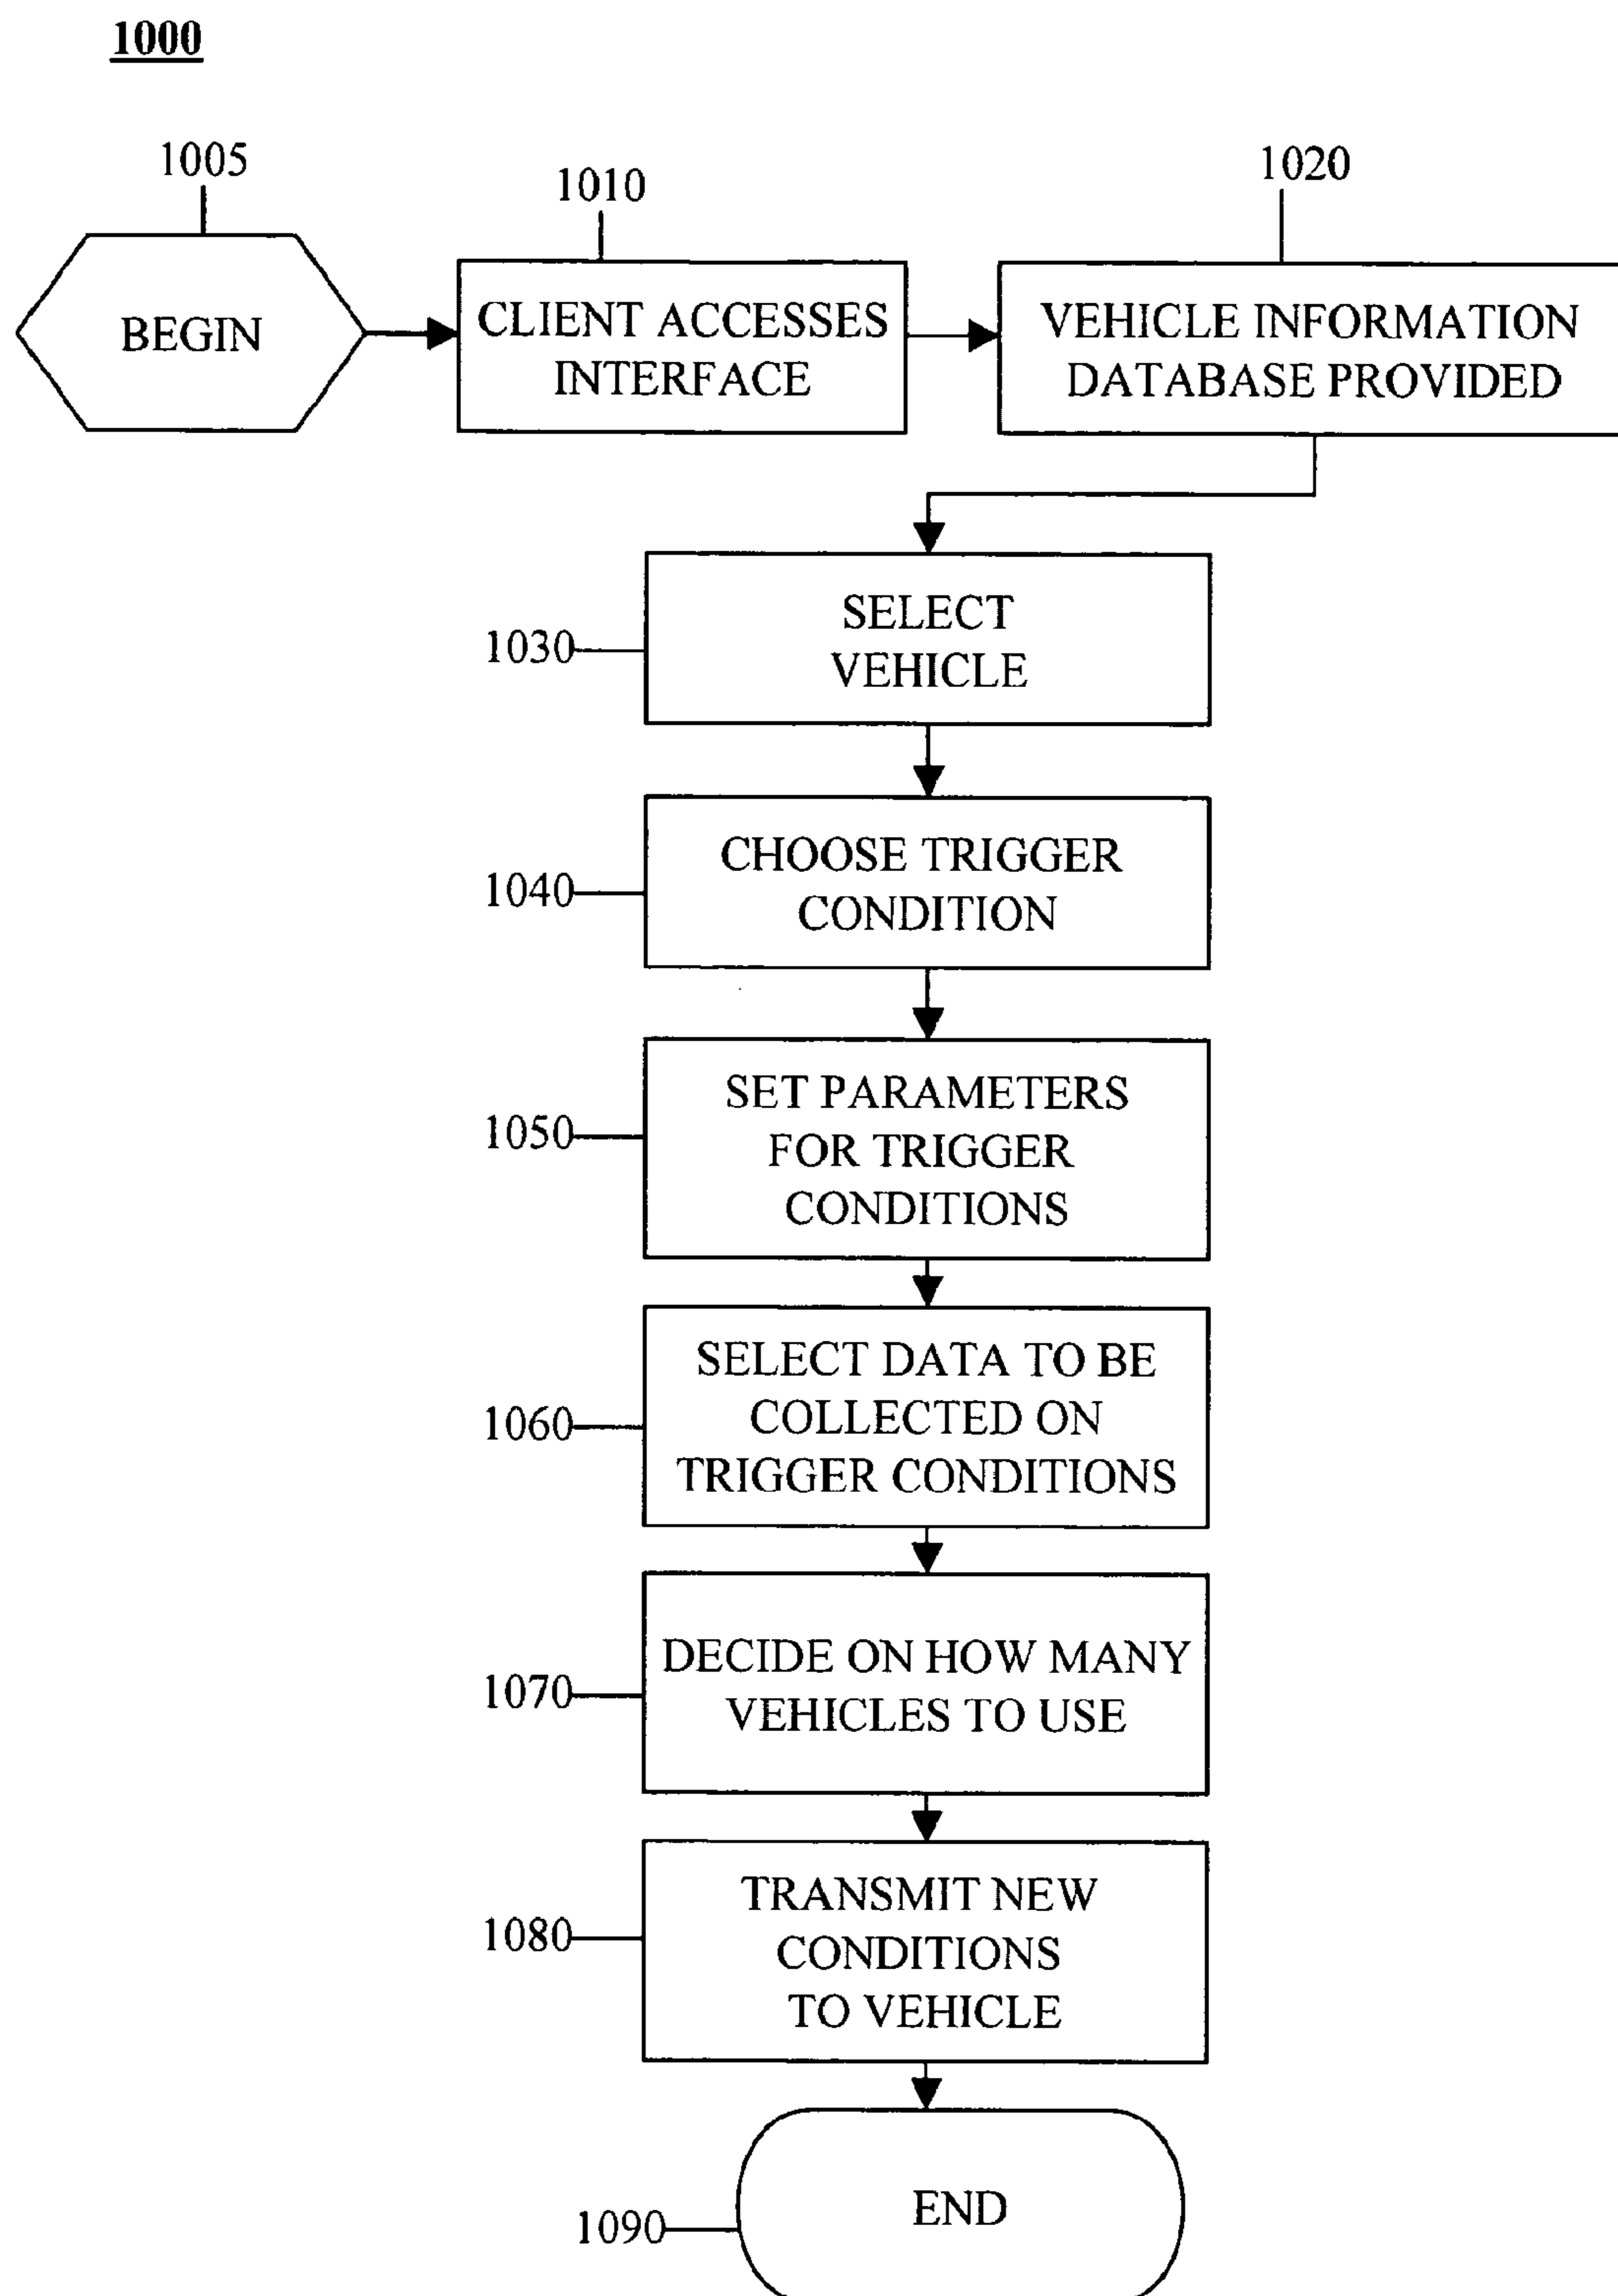 1000
1005
1010
1020
BEGIN
CLIENT ACCESSES
INTERFACE
VEHICLE INFORMATION
DATABASE PROVIDED
1030
SELECT
VEHICLE
1040
CHOOSE TRIGGER
CONDITION
1050
SET PARAMETERS
FOR TRIGGER
CONDITIONS
1060
SELECT DATA TO BE
COLLECTED ON
TRIGGER CONDITIONS
1070
DECIDE ON HOW MANY
VEHICLES TO USE
1080
TRANSMIT NEW
CONDITIONS
TO VEHICLE
1090
END